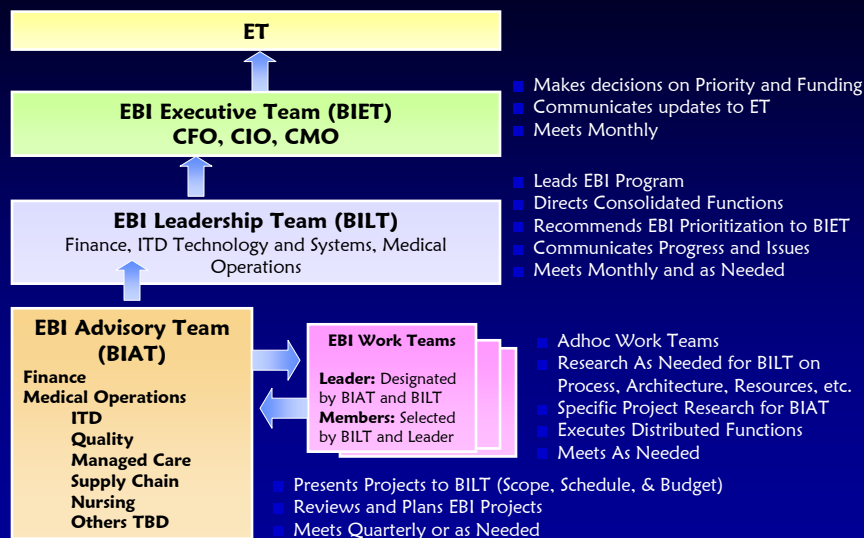 ET
EBI Executive Team (BIET)
CFO, CIO, CMO
Makes decisions on Priority and Funding
Communicates updates to ET
Meets Monthly
EBI Leadership Team (BILT)
Finance, ITD Technology and Systems, Medical
Operations
Leads EBI Program
Directs Consolidated Functions
Recommends EBI Prioritization to BIET
Communicates Progress and Issues
Meets Monthly and as Needed
EBI Advisory Team
(BIAT)
Finance
Medical Operations
ITD
Quality
Managed Care
Supply Chain
Nursing
Others TBD
EBI Work Teams
Leader: Designated
by BIAT and BILT
Members: Selected
by BILT and Leader
Adhoc Work Teams
Research As Needed for BILT on
Process, Architecture, Resources, etc.
Specific Project Research for BIAT
Executes Distributed Functions
Meets As Needed
Presents Projects to BILT (Scope, Schedule, & Budget)
Reviews and Plans EBI Projects
Meets Quarterly or as Needed